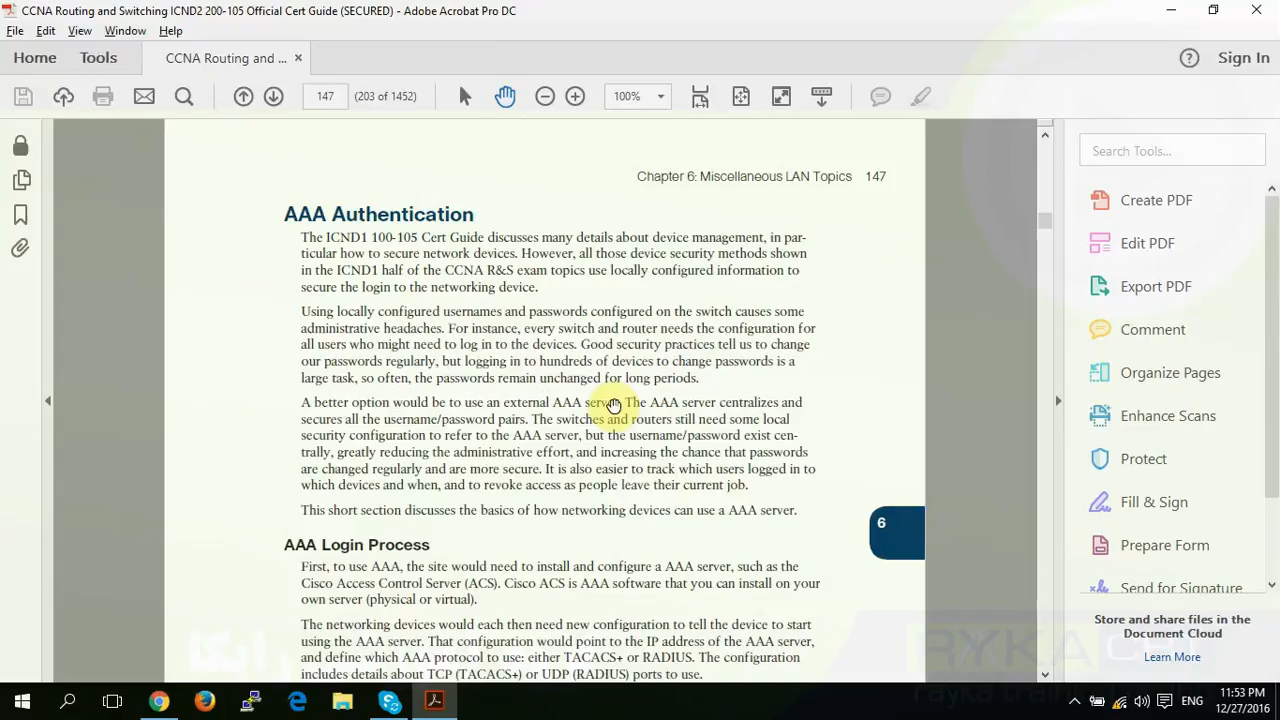 CCNA Routing and Switching ICND2 200-105 Official Cert Guide (SECURED) - Adobe Acrobat Pro DC
File Edit View Window Help
Home Tools CCNA Routing and ... × Sign In
147 (203 of 1452) 100%
Chapter 6: Miscellaneous LAN Topics 147
AAA Authentication
The ICND1 100-105 Cert Guide discusses many details about device management, in par-
ticular how to secure network devices. However, all those device security methods shown
in the ICND1 half of the CCNA R&S exam topics use locally configured information to
secure the login to the networking device.
Using locally configured usernames and passwords configured on the switch causes some
administrative headaches. For instance, every switch and router needs the configuration for
all users who might need to log in to the devices. Good security practices tell us to change
our passwords regularly, but logging in to hundreds of devices to change passwords is a
large task, so often, the passwords remain unchanged for long periods.
A better option would be to use an external AAA server. The AAA server centralizes and
secures all the username/password pairs. The switches and routers still need some local
security configuration to refer to the AAA server, but the username/password exist cen-
trally, greatly reducing the administrative effort, and increasing the chance that passwords
are changed regularly and are more secure. It is also easier to track which users logged in to
which devices and when, and to revoke access as people leave their current job.
This short section discusses the basics of how networking devices can use a AAA server.
6
AAA Login Process
First, to use AAA, the site would need to install and configure a AAA server, such as the
Cisco Access Control Server (ACS). Cisco ACS is AAA software that you can install on your
own server (physical or virtual).
The networking devices would each then need new configuration to tell the device to start
using the AAA server. That configuration would point to the IP address of the AAA server,
and define which AAA protocol to use: either TACACS+ or RADIUS. The configuration
includes details about TCP (TACACS+) or UDP (RADIUS) ports to use.
Search Tools...
Create PDF
Edit PDF
Export PDF
Comment
Organize Pages
Enhance Scans
Protect
Fill & Sign
Prepare Form
Send for Signature
Store and share files in the
Document Cloud
Learn More
رایکا
RYKA
ENG
11:53 PM
12/27/2016